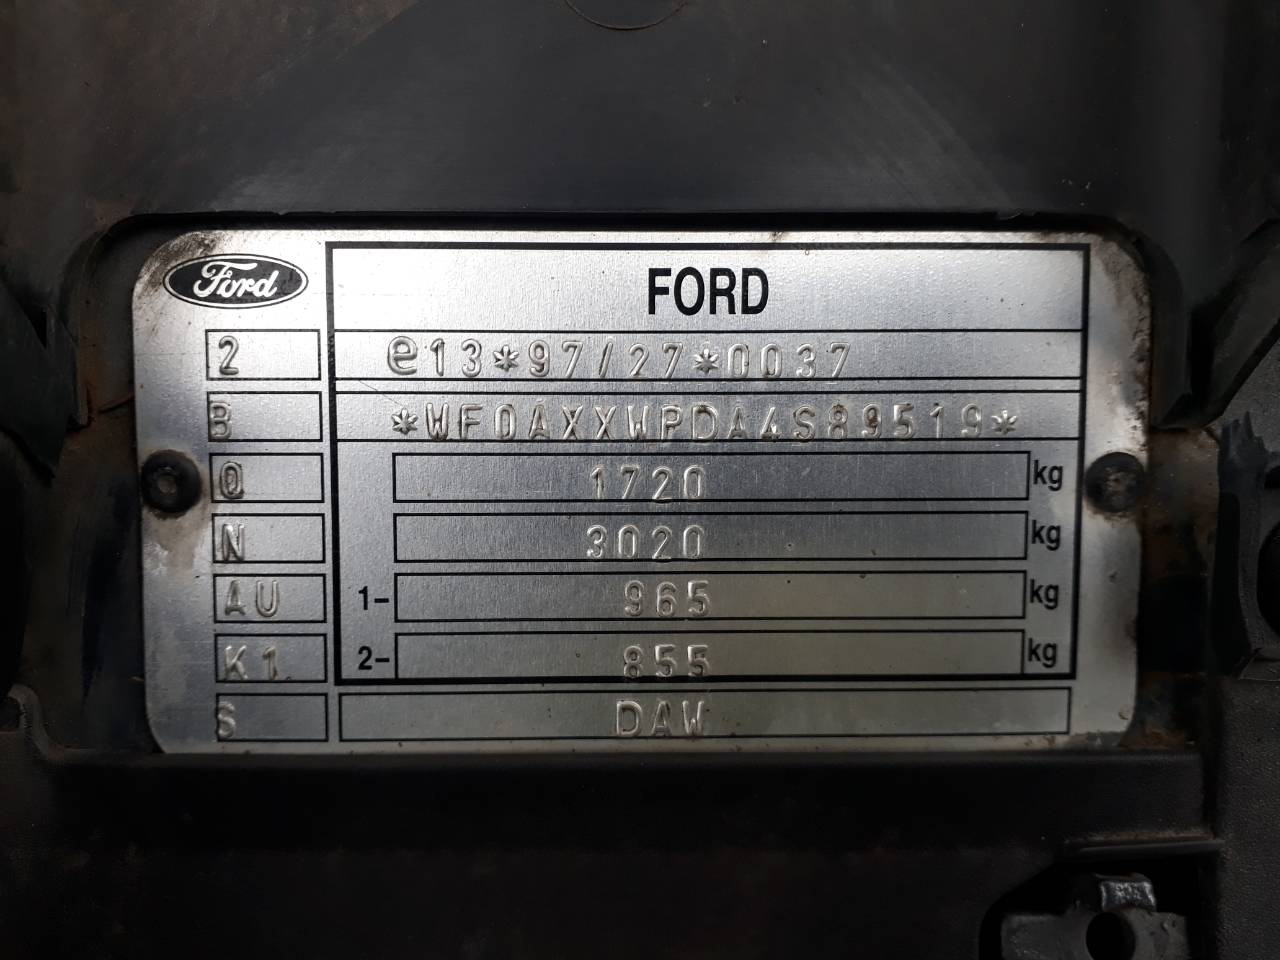 Ford
FORD
2 e13*97/27*0037
B *WF0AXXWPDA4S89519*
Q 1720 kg
N 3020 kg
AU 1- 965 kg
K1 2- 855 kg
S DAW